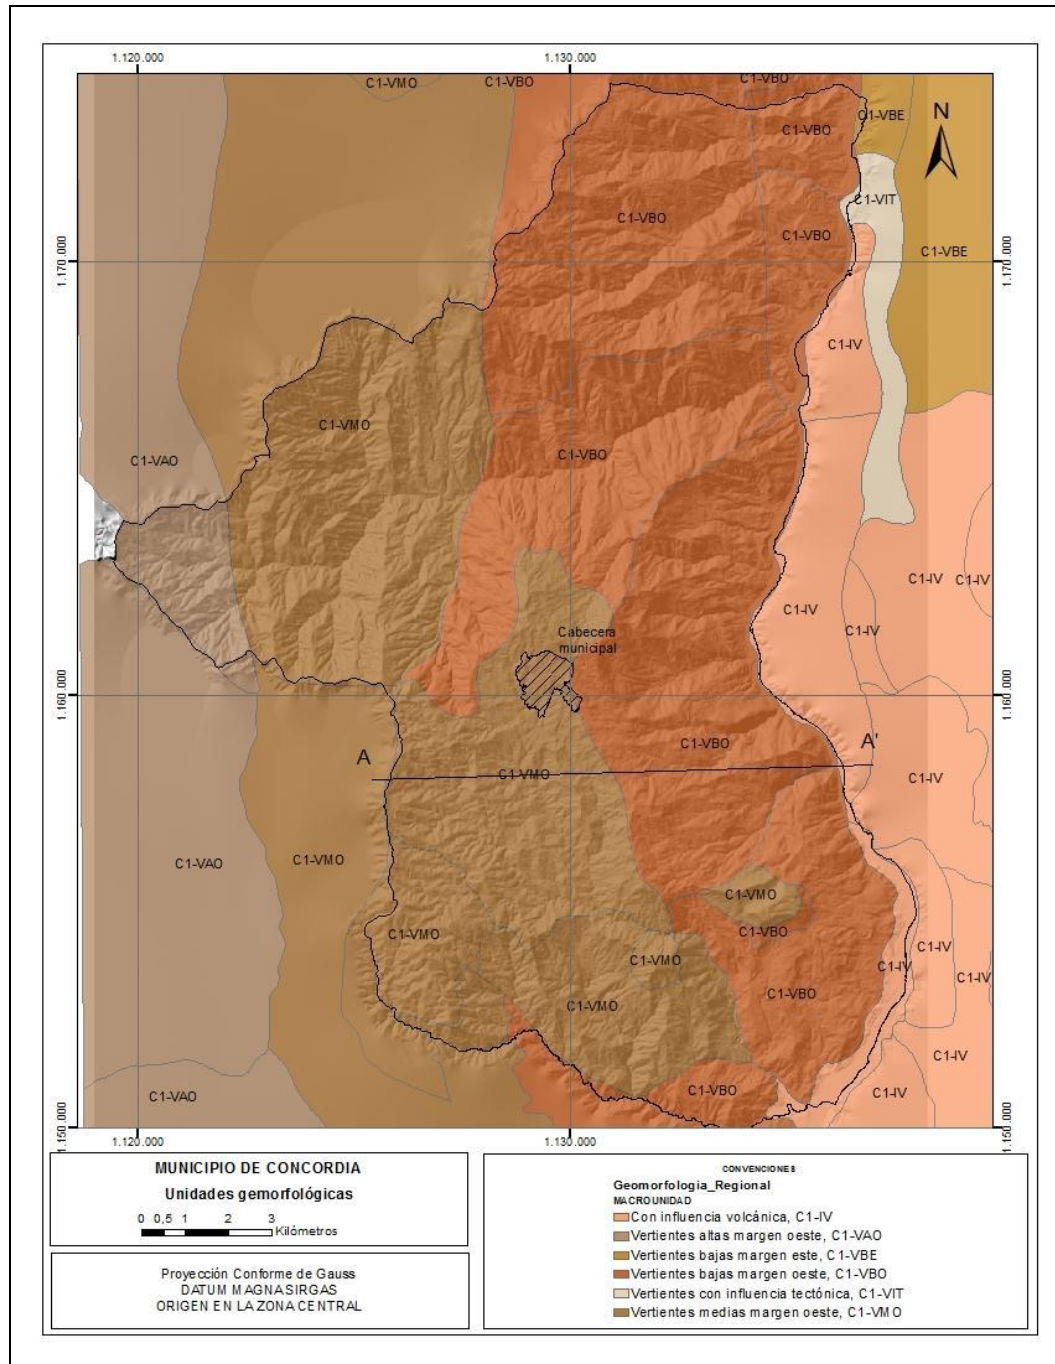 1.120.000 1.130.000
C1-VMO C1-VBO C1-VBO
C1-VBE N
C1-VBO
C1-VIT
C1-VBO
C1-VBO
C1-VBE
1.170.000 1.170.000
C1-IV
C1-VMO
C1-VBO
C1-VAO
C1-IV C1-IV
C1-IV
C1-IV
Cabecera
municipal
1.160.000 1.160.000
C1-VBO
A A'
C1-VMO
C1-IV
C1-VAO C1-VMO
C1-VMO
C1-VMO
C1-VBO
C1-IV
C1-VMO
C1-IV
C1-IV
C1-VBO
C1-VMO
C1-IV
C1-VBO
C1-IV
C1-VAO
1.150.000 1.150.000
1.120.000 1.130.000
MUNICIPIO DE CONCORDIA
Unidades gemorfológicas
0 0,5 1 2 3
Kilómetros
Proyección Conforme de Gauss
DATUM MAGNASIRGAS
ORIGEN EN LA ZONA CENTRAL
CONVENCIONES
Geomorfologia_Regional
MACROUNIDAD
Con influencia volcánica, C1-IV
Vertientes altas margen oeste, C1-VAO
Vertientes bajas margen este, C1-VBE
Vertientes bajas margen oeste, C1-VBO
Vertientes con influencia tectónica, C1-VIT
Vertientes medias margen oeste, C1-VMO